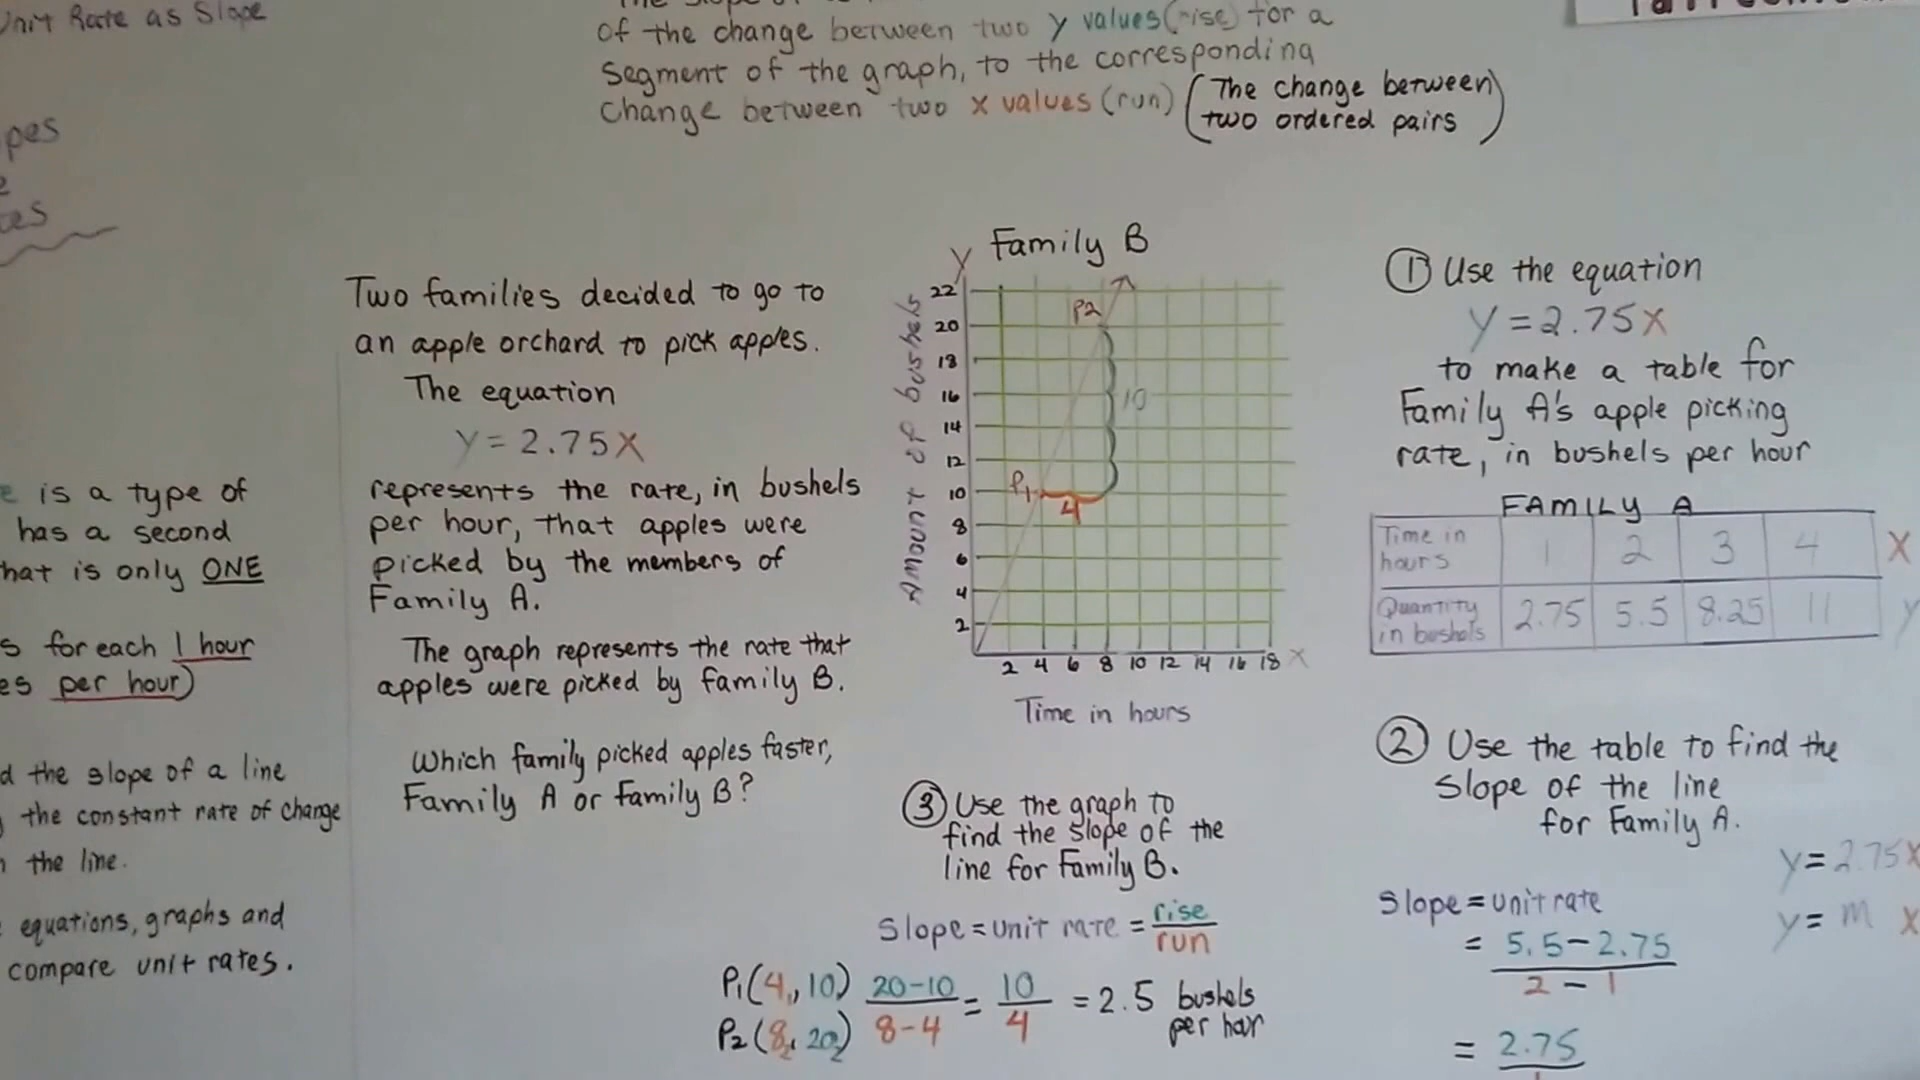 Unit Rate as Slope
of the change between two y values (rise) for a
segment of the graph, to the corresponding
change between two x values (run) (The change between
two ordered pairs)
pes
es
e is a type of
has a second
hat is only ONE
s for each 1 hour
es per hour)
d the slope of a line
the constant rate of change
the line.
equations, graphs and
compare unit rates.
Two families decided to go to
an apple orchard to pick apples.
The equation
y = 2.75x
represents the rate, in bushels
per hour, that apples were
picked by the members of
Family A.
The graph represents the rate that
apples were picked by family B.
Which family picked apples faster,
Family A or Family B?
Family B
Y
Amount of bushels
22
20
18
16
14
12
10
8
6
4
2
P2
10
P1
4
2 4 6 8 10 12 14 16 18 X
Time in hours
③ Use the graph to
find the slope of the
line for Family B.
Slope = unit rate = rise/run
P1(4, 10) 20-10/8-4 = 10/4 = 2.5 bushels
P2(8, 20) per hour
① Use the equation
y = 2.75x
to make a table for
Family A's apple picking
rate, in bushels per hour
FAMILY A
Time in hours 1 2 3 4 X
Quantity in bushels 2.75 5.5 8.25 11 y
② Use the table to find the
slope of the line
for Family A.
y = 2.75x
y = m x
Slope = unit rate
= 5.5-2.75
2 - 1
= 2.75